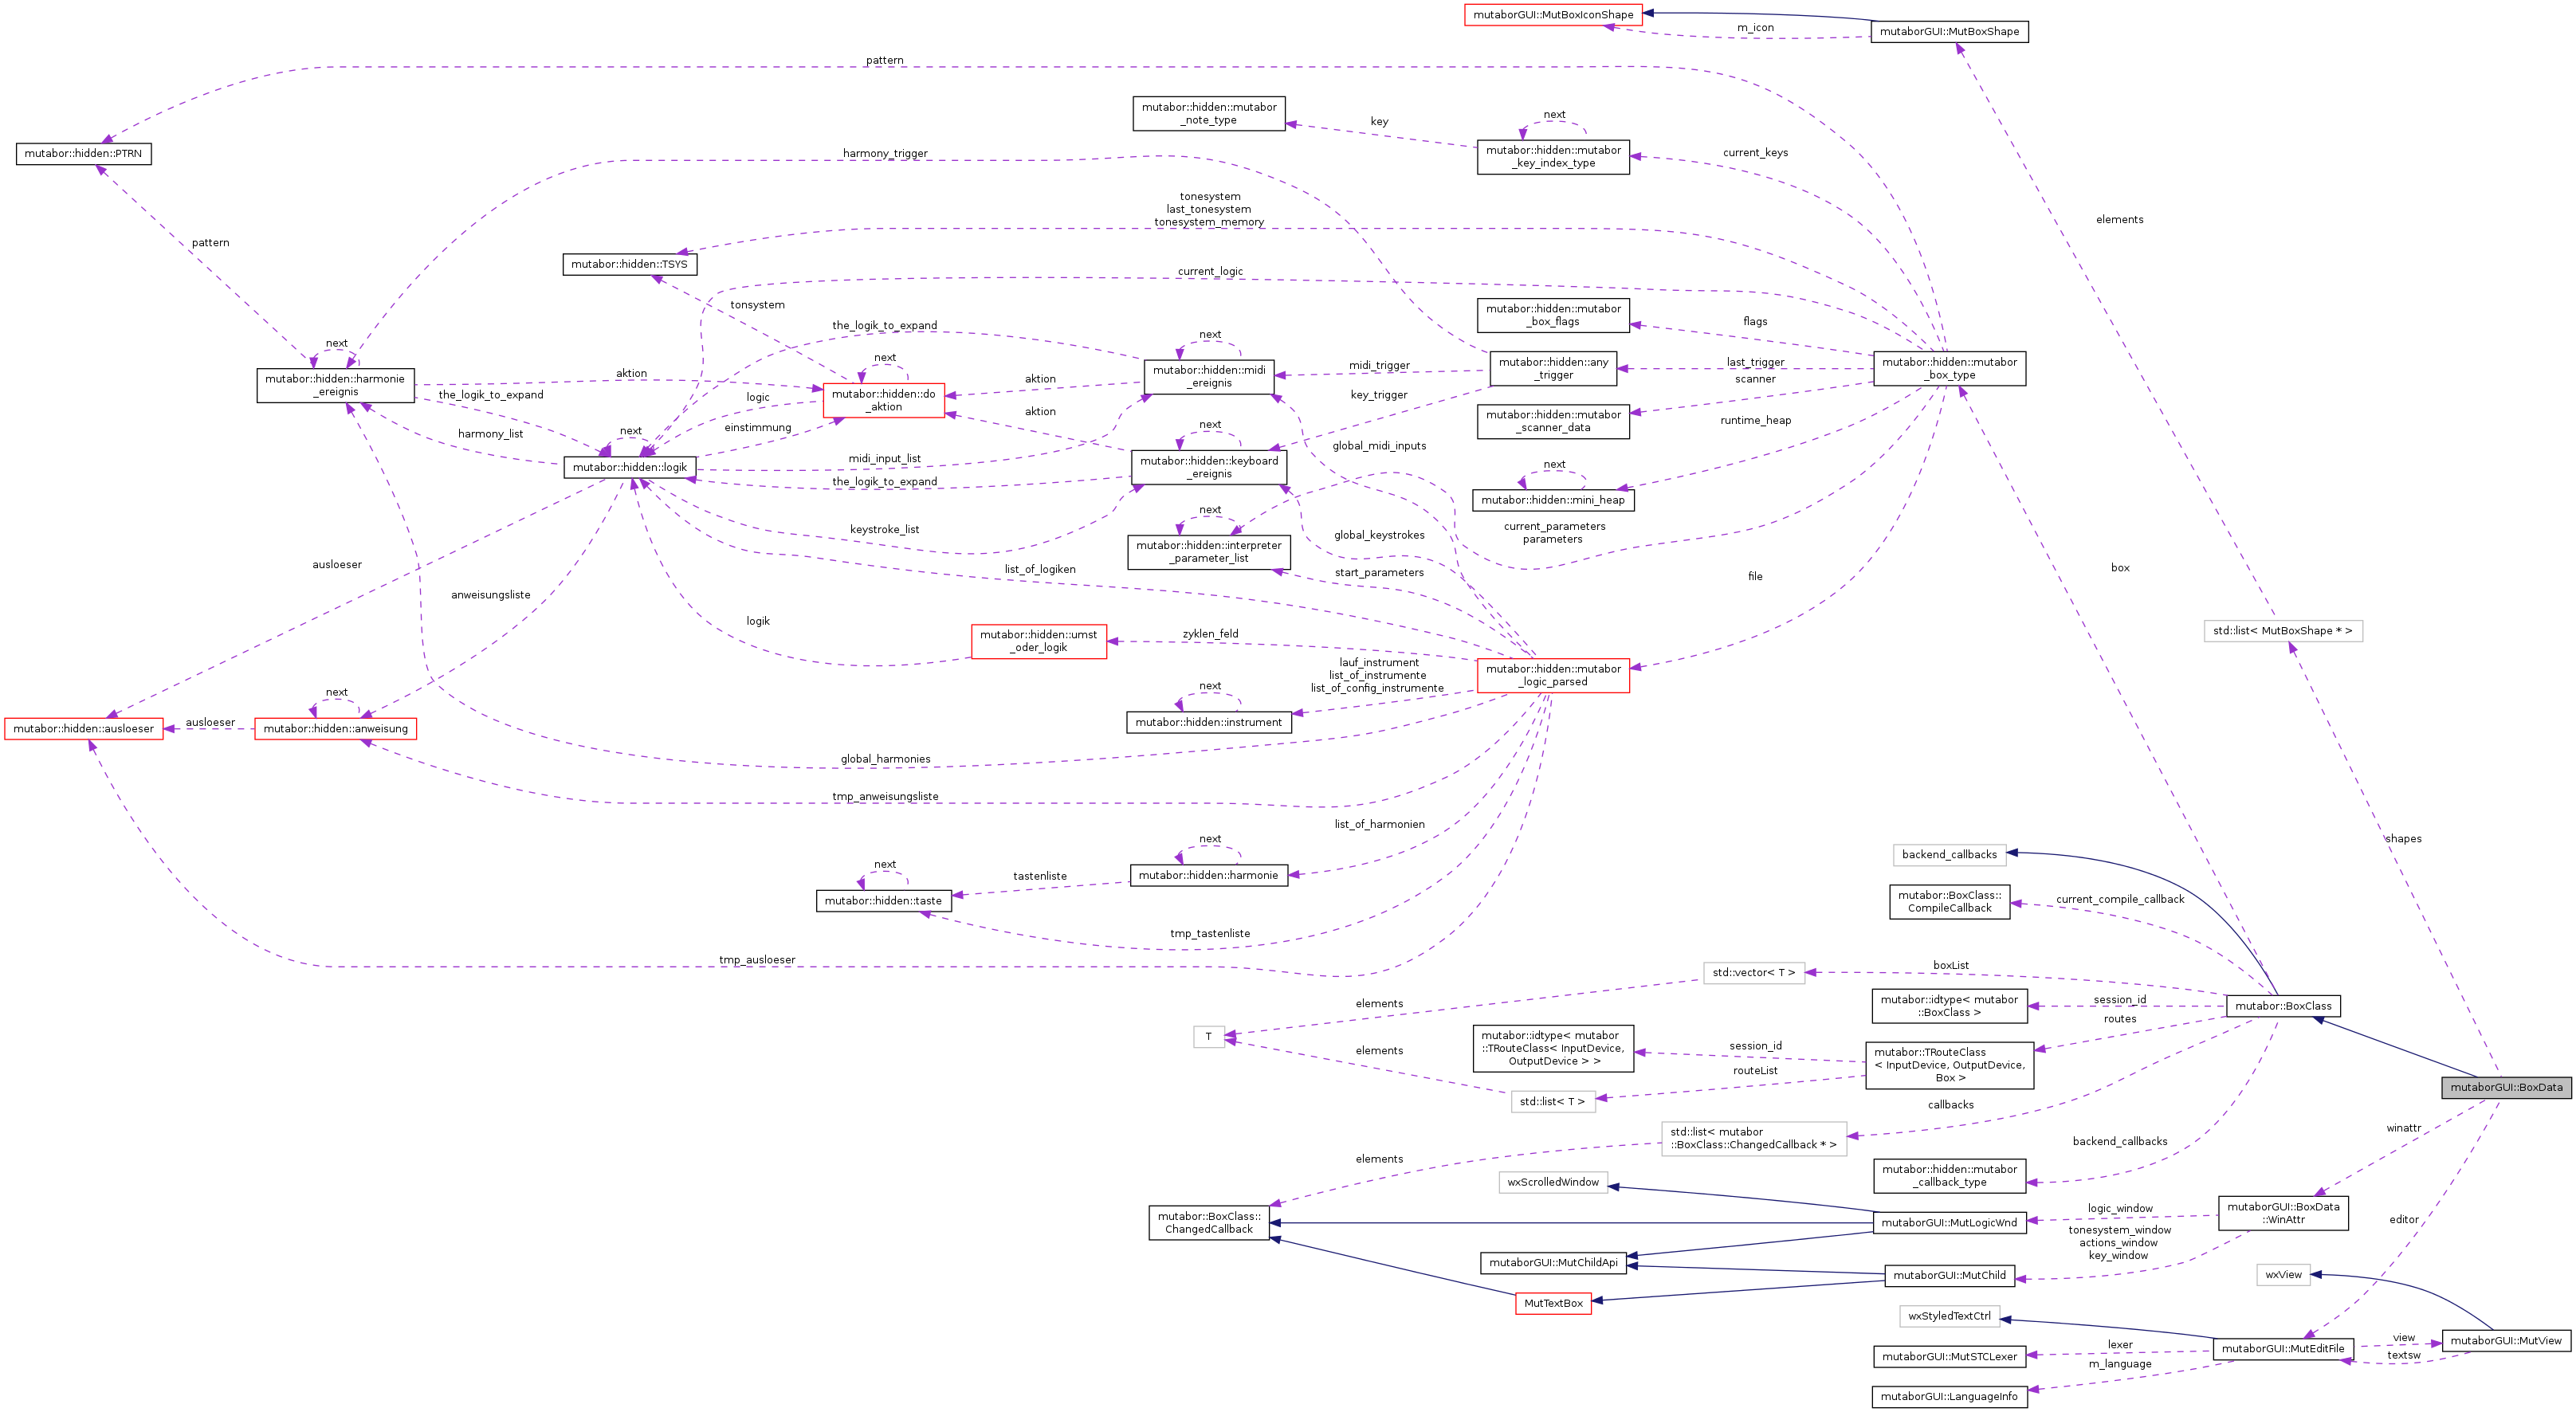 mutaborGUI::MutBoxIconShape
m_icon
mutaborGUI::MutBoxShape
pattern
mutabor::hidden::mutabor
_note_type
key
next
mutabor::hidden::mutabor
_key_index_type
current_keys
mutabor::hidden::PTRN
harmony_trigger
tonesystem
last_tonesystem
tonesystem_memory
elements
pattern
mutabor::hidden::TSYS
current_logic
tonsystem
the_logik_to_expand
next
mutabor::hidden::mutabor
_box_flags
flags
next
mutabor::hidden::harmonie
_ereignis
aktion
the_logik_to_expand
harmony_list
next
mutabor::hidden::do
_aktion
logic
einstimmung
aktion
aktion
mutabor::hidden::midi
_ereignis
midi_trigger
key_trigger
mutabor::hidden::any
_trigger
last_trigger
scanner
mutabor::hidden::mutabor
_box_type
mutabor::hidden::mutabor
_scanner_data
runtime_heap
next
mutabor::hidden::logik
midi_input_list
the_logik_to_expand
next
mutabor::hidden::keyboard
_ereignis
global_midi_inputs
next
mutabor::hidden::mini_heap
keystroke_list
next
mutabor::hidden::interpreter
_parameter_list
global_keystrokes
current_parameters
parameters
ausloeser
anweisungsliste
list_of_logiken
start_parameters
file
box
logik
mutabor::hidden::umst
_oder_logik
zyklen_feld
std::list< MutBoxShape * >
lauf_instrument
list_of_instrumente
list_of_config_instrumente
mutabor::hidden::mutabor
_logic_parsed
next
mutabor::hidden::instrument
mutabor::hidden::ausloeser
ausloeser
next
mutabor::hidden::anweisung
global_harmonies
tmp_anweisungsliste
list_of_harmonien
shapes
next
mutabor::hidden::harmonie
tastenliste
next
mutabor::hidden::taste
backend_callbacks
mutabor::BoxClass::
CompileCallback
current_compile_callback
tmp_tastenliste
tmp_ausloeser
std::vector< T >
boxList
elements
mutabor::idtype< mutabor
::BoxClass >
session_id
mutabor::BoxClass
T
elements
mutabor::idtype< mutabor
::TRouteClass< InputDevice,
OutputDevice > >
session_id
routeList
mutabor::TRouteClass
< InputDevice, OutputDevice,
Box >
routes
std::list< T >
callbacks
mutaborGUI::BoxData
std::list< mutabor
::BoxClass::ChangedCallback * >
elements
backend_callbacks
winattr
mutabor::hidden::mutabor
_callback_type
wxScrolledWindow
mutabor::BoxClass::
ChangedCallback
mutaborGUI::MutLogicWnd
logic_window
mutaborGUI::BoxData
::WinAttr
editor
tonesystem_window
actions_window
key_window
mutaborGUI::MutChildApi
mutaborGUI::MutChild
wxView
MutTextBox
wxStyledTextCtrl
mutaborGUI::MutSTCLexer
lexer
m_language
mutaborGUI::MutEditFile
view
textsw
mutaborGUI::MutView
mutaborGUI::LanguageInfo